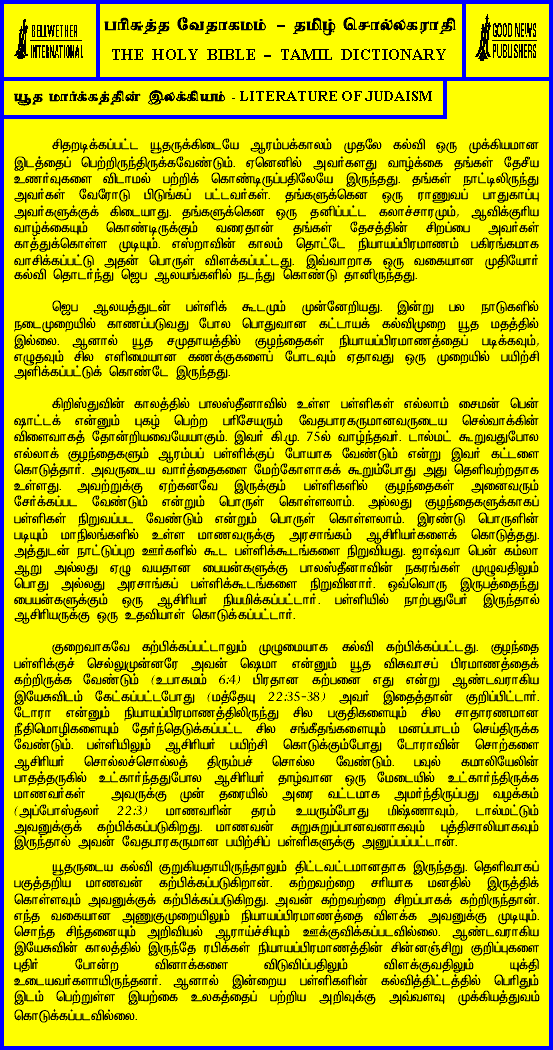 BELLWETHER
INTERNATIONAL
பரிசுத்த வேதாகமம் – தமிழ் சொல்லகராதி
THE HOLY BIBLE – TAMIL DICTIONARY
GOOD NEWS
PUBLISHERS
யூத மார்க்கத்தின் இலக்கியம் - LITERATURE OF JUDAISM
சிதறடிக்கப்பட்ட யூதருக்கிடையே ஆரம்பக்காலம் முதலே கல்வி ஒரு முக்கியமான
இடத்தைப் பெற்றிருந்திருக்கவேண்டும். ஏனெனில் அவர்களது வாழ்க்கை தங்கள் தேசீய
உணர்வுகளை விடாமல் பற்றிக் கொண்டிருப்பதிலேயே இருந்தது. தங்கள் நாட்டிலிருந்து
அவர்கள் வேரோடு பிடுங்கப் பட்டவர்கள். தங்களுக்கென ஒரு ராணுவப் பாதுகாப்பு
அவர்களுக்குக் கிடையாது. தங்களுக்கென ஒரு தனிப்பட்ட கலாச்சாரமும், ஆவிக்குரிய
வாழ்க்கையும் கொண்டிருக்கும் வரைதான் தங்கள் தேசத்தின் சிறப்பை அவர்கள்
காத்துக்கொள்ள முடியும். எஸ்றாவின் காலம் தொட்டே நியாயப்பிரமாணம் பகிரங்கமாக
வாசிக்கப்பட்டு அதன் பொருள் விளக்கப்பட்டது. இவ்வாறாக ஒரு வகையான முதியோர்
கல்வி தொடர்ந்து ஜெப ஆலயங்களில் நடந்து கொண்டு தானிருந்தது.
ஜெப ஆலயத்துடன் பள்ளிக் கூடமும் முன்னேறியது. இன்று பல நாடுகளில்
நடைமுறையில் காணப்படுவது போல பொதுவான கட்டாயக் கல்விமுறை யூத மதத்தில்
இல்லை. ஆனால் யூத சமுதாயத்தில் குழந்தைகள் நியாயப்பிரமாணத்தைப் படிக்கவும்,
எழுதவும் சில எளிமையான கணக்குகளைப் போடவும் ஏதாவது ஒரு முறையில் பயிற்சி
அளிக்கப்பட்டுக் கொண்டே இருந்தது.
கிறிஸ்துவின் காலத்தில் பாலஸ்தீனாவில் உள்ள பள்ளிகள் எல்லாம் சைமன் பென்
ஷாட்டக் என்னும் புகழ் பெற்ற பரிசேயரும் வேதபாரகருமானவருடைய செல்வாக்கின்
விளைவாகத் தோன்றியவையேயாகும். இவர் கி.மு. 75ல் வாழ்ந்தவர். டால்மட் கூறுவதுபோல
எல்லாக் குழந்தைகளும் ஆரம்பப் பள்ளிக்குப் போயாக வேண்டும் என்று இவர் கட்டளை
கொடுத்தார். அவருடைய வார்த்தைகளை மேற்கோளாகக் கூறும்போது அது தெளிவற்றதாக
உள்ளது. அவற்றுக்கு ஏற்கனவே இருக்கும் பள்ளிகளில் குழந்தைகள் அனைவரும்
சேர்க்கப்பட வேண்டும் என்றும் பொருள் கொள்ளலாம். அல்லது குழந்தைகளுக்காகப்
பள்ளிகள் நிறுவப்பட வேண்டும் என்றும் பொருள் கொள்ளலாம். இரண்டு பொருளின்
படியும் மாநிலங்களில் உள்ள மாணவருக்கு அரசாங்கம் ஆசிரியர்களைக் கொடுத்தது.
அத்துடன் நாட்டுப்புற ஊர்களில் கூட பள்ளிக்கூடங்களை நிறுவியது. ஜாஷ்வா பென் கம்லா
ஆறு அல்லது ஏழு வயதான பையன்களுக்கு பாலஸ்தீனாவின் நகரங்கள் முழுவதிலும்
பொது அல்லது அரசாங்கப் பள்ளிக்கூடங்களை நிறுவினார். ஒவ்வொரு இருபத்தைந்து
பையன்களுக்கும் ஒரு ஆசிரியர் நியமிக்கப்பட்டார். பள்ளியில் நாற்பதுபேர் இருந்தால்
ஆசிரியருக்கு ஒரு உதவியாள் கொடுக்கப்பட்டார்.
குறைவாகவே கற்பிக்கப்பட்டாலும் முழுமையாக கல்வி கற்பிக்கப்பட்டது. குழந்தை
பள்ளிக்குச் செல்லுமுன்னரே அவன் ஷெமா என்னும் யூத விசுவாசப் பிரமாணத்தைக்
கற்றிருக்க வேண்டும் (உபாகமம் 6:4) பிரதான கற்பனை எது என்று ஆண்டவராகிய
இயேசுவிடம் கேட்கப்பட்டபோது (மத்தேயு 22:35-38) அவர் இதைத்தான் குறிப்பிட்டார்.
டோரா என்னும் நியாயப்பிரமாணத்திலிருந்து சில பகுதிகளையும் சில சாதாரணமான
நீதிமொழிகளையும் தேர்ந்தெடுக்கப்பட்ட சில சங்கீதங்களையும் மனப்பாடம் செய்திருக்க
வேண்டும். பள்ளியிலும் ஆசிரியர் பயிற்சி கொடுக்கும்போது டோராவின் சொற்களை
ஆசிரியர் சொல்லச்சொல்லத் திரும்பச் சொல்ல வேண்டும். பவுல் கமாலியேலின்
பாதத்தருகில் உட்கார்ந்ததுபோல ஆசிரியர் தாழ்வான ஒரு மேடையில் உட்கார்ந்திருக்க
மாணவர்கள் அவருக்கு முன் தரையில் அரை வட்டமாக அமர்ந்திருப்பது வழக்கம்
(அப்போஸ்தலர் 22:3) மாணவரின் தரம் உயரும்போது மிஷ்ணாவும், டால்மட்டும்
அவனுக்குக் கற்பிக்கப்படுகிறது. மாணவன் சுறுசுறுப்பானவனாகவும் புத்திசாலியாகவும்
இருந்தால் அவன் வேதபாரகருமான பயிற்சிப் பள்ளிகளுக்கு அனுப்பப்பட்டான்.
யூதருடைய கல்வி குறுகியதாயிருந்தாலும் திட்டவட்டமானதாக இருந்தது. தெளிவாகப்
பகுத்தறிய மாணவன் கற்பிக்கப்படுகிறான். கற்றவற்றை சரியாக மனதில் இருத்திக்
கொள்ளவும் அவனுக்குக் கற்பிக்கப்படுகிறது. அவன் கற்றவற்றை சிறப்பாகக் கற்றிருந்தான்.
எந்த வகையான அணுகுமுறையிலும் நியாயப்பிரமாணத்தை விளக்க அவனுக்கு முடியும்.
சொந்த சிந்தனையும் அறிவியல் ஆராய்ச்சியும் ஊக்குவிக்கப்படவில்லை. ஆண்டவராகிய
இயேசுவின் காலத்தில் இருந்தே ரபிக்கள் நியாயப்பிரமாணத்தின் சின்னஞ்சிறு குறிப்புகளை
புதிர் போன்ற வினாக்களை விடுவிப்பதிலும் விளக்குவதிலும் யுக்தி
உடையவர்களாயிருந்தனர். ஆனால் இன்றைய பள்ளிகளின் கல்வித்திட்டத்தில் பெரிதும்
இடம் பெற்றுள்ள இயற்கை உலகத்தைப் பற்றிய அறிவுக்கு அவ்வளவு முக்கியத்துவம்
கொடுக்கப்படவில்லை.